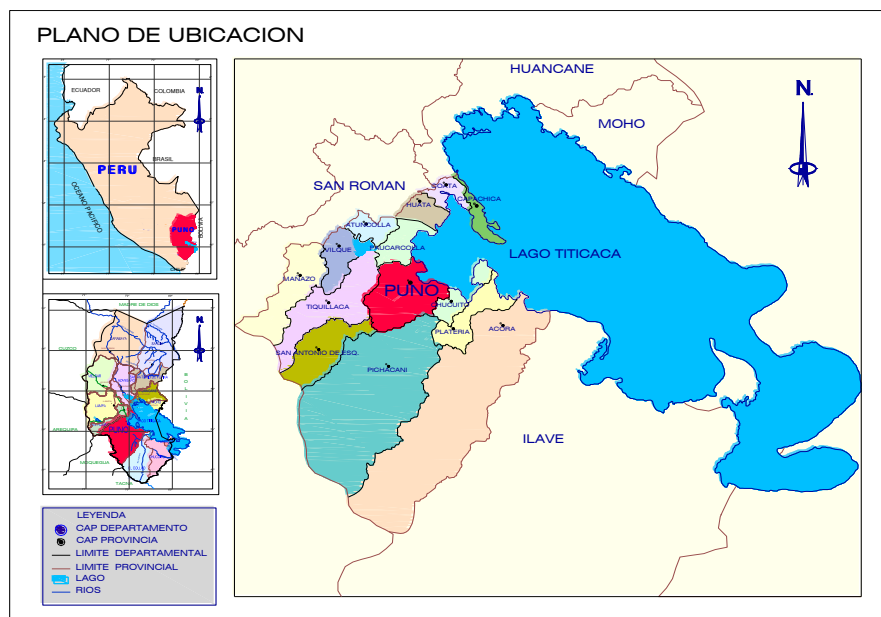 PLANO DE UBICACION
ECUADOR
COLOMBIA
N.
BRASIL
PERU
OCEANO PACIFICO
PUNO
BOLIVIA
MADRE DE DIOS
N.
CUZCO
BOLIVIA
PUNO
AREQUIPA
MOQUEGUA
TACNA
LEYENDA
CAP DEPARTAMENTO
CAP PROVINCIA
LIMITE DEPARTAMENTAL
LIMITE PROVINCIAL
LAGO
RIOS
HUANCANE
N.
MOHO
SAN ROMAN
COATA
CAPACHICA
HUATA
ATUNCOLLA
VILQUE
PAUCARCOLLA
LAGO TITICACA
MAÑAZO
PUNO
TIQUILLACA
CHUCUITO
PLATERIA
ACORA
SAN ANTONIO DE ESQ.
PICHACANI
ILAVE